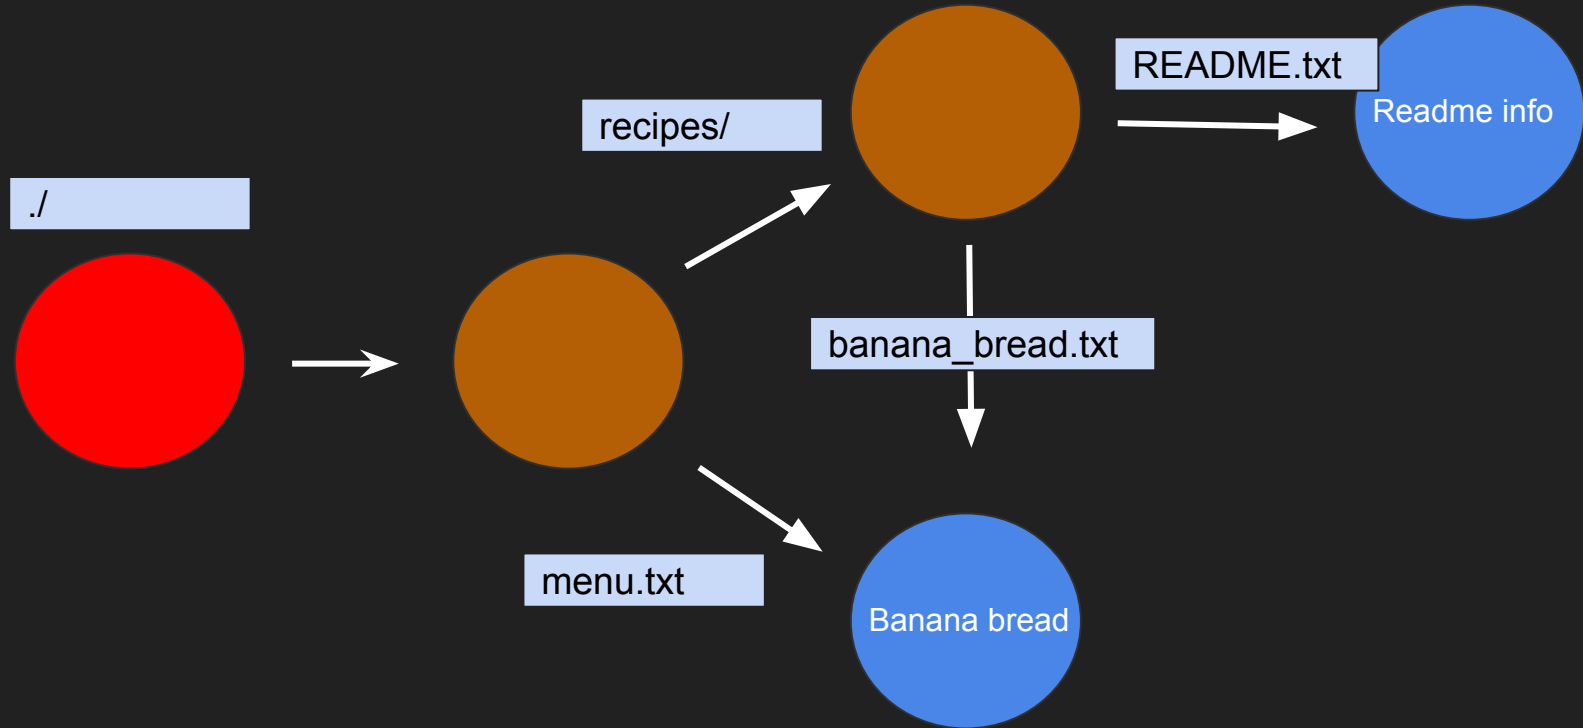 ./
recipes/
README.txt
Readme info
banana_bread.txt
menu.txt
Banana bread